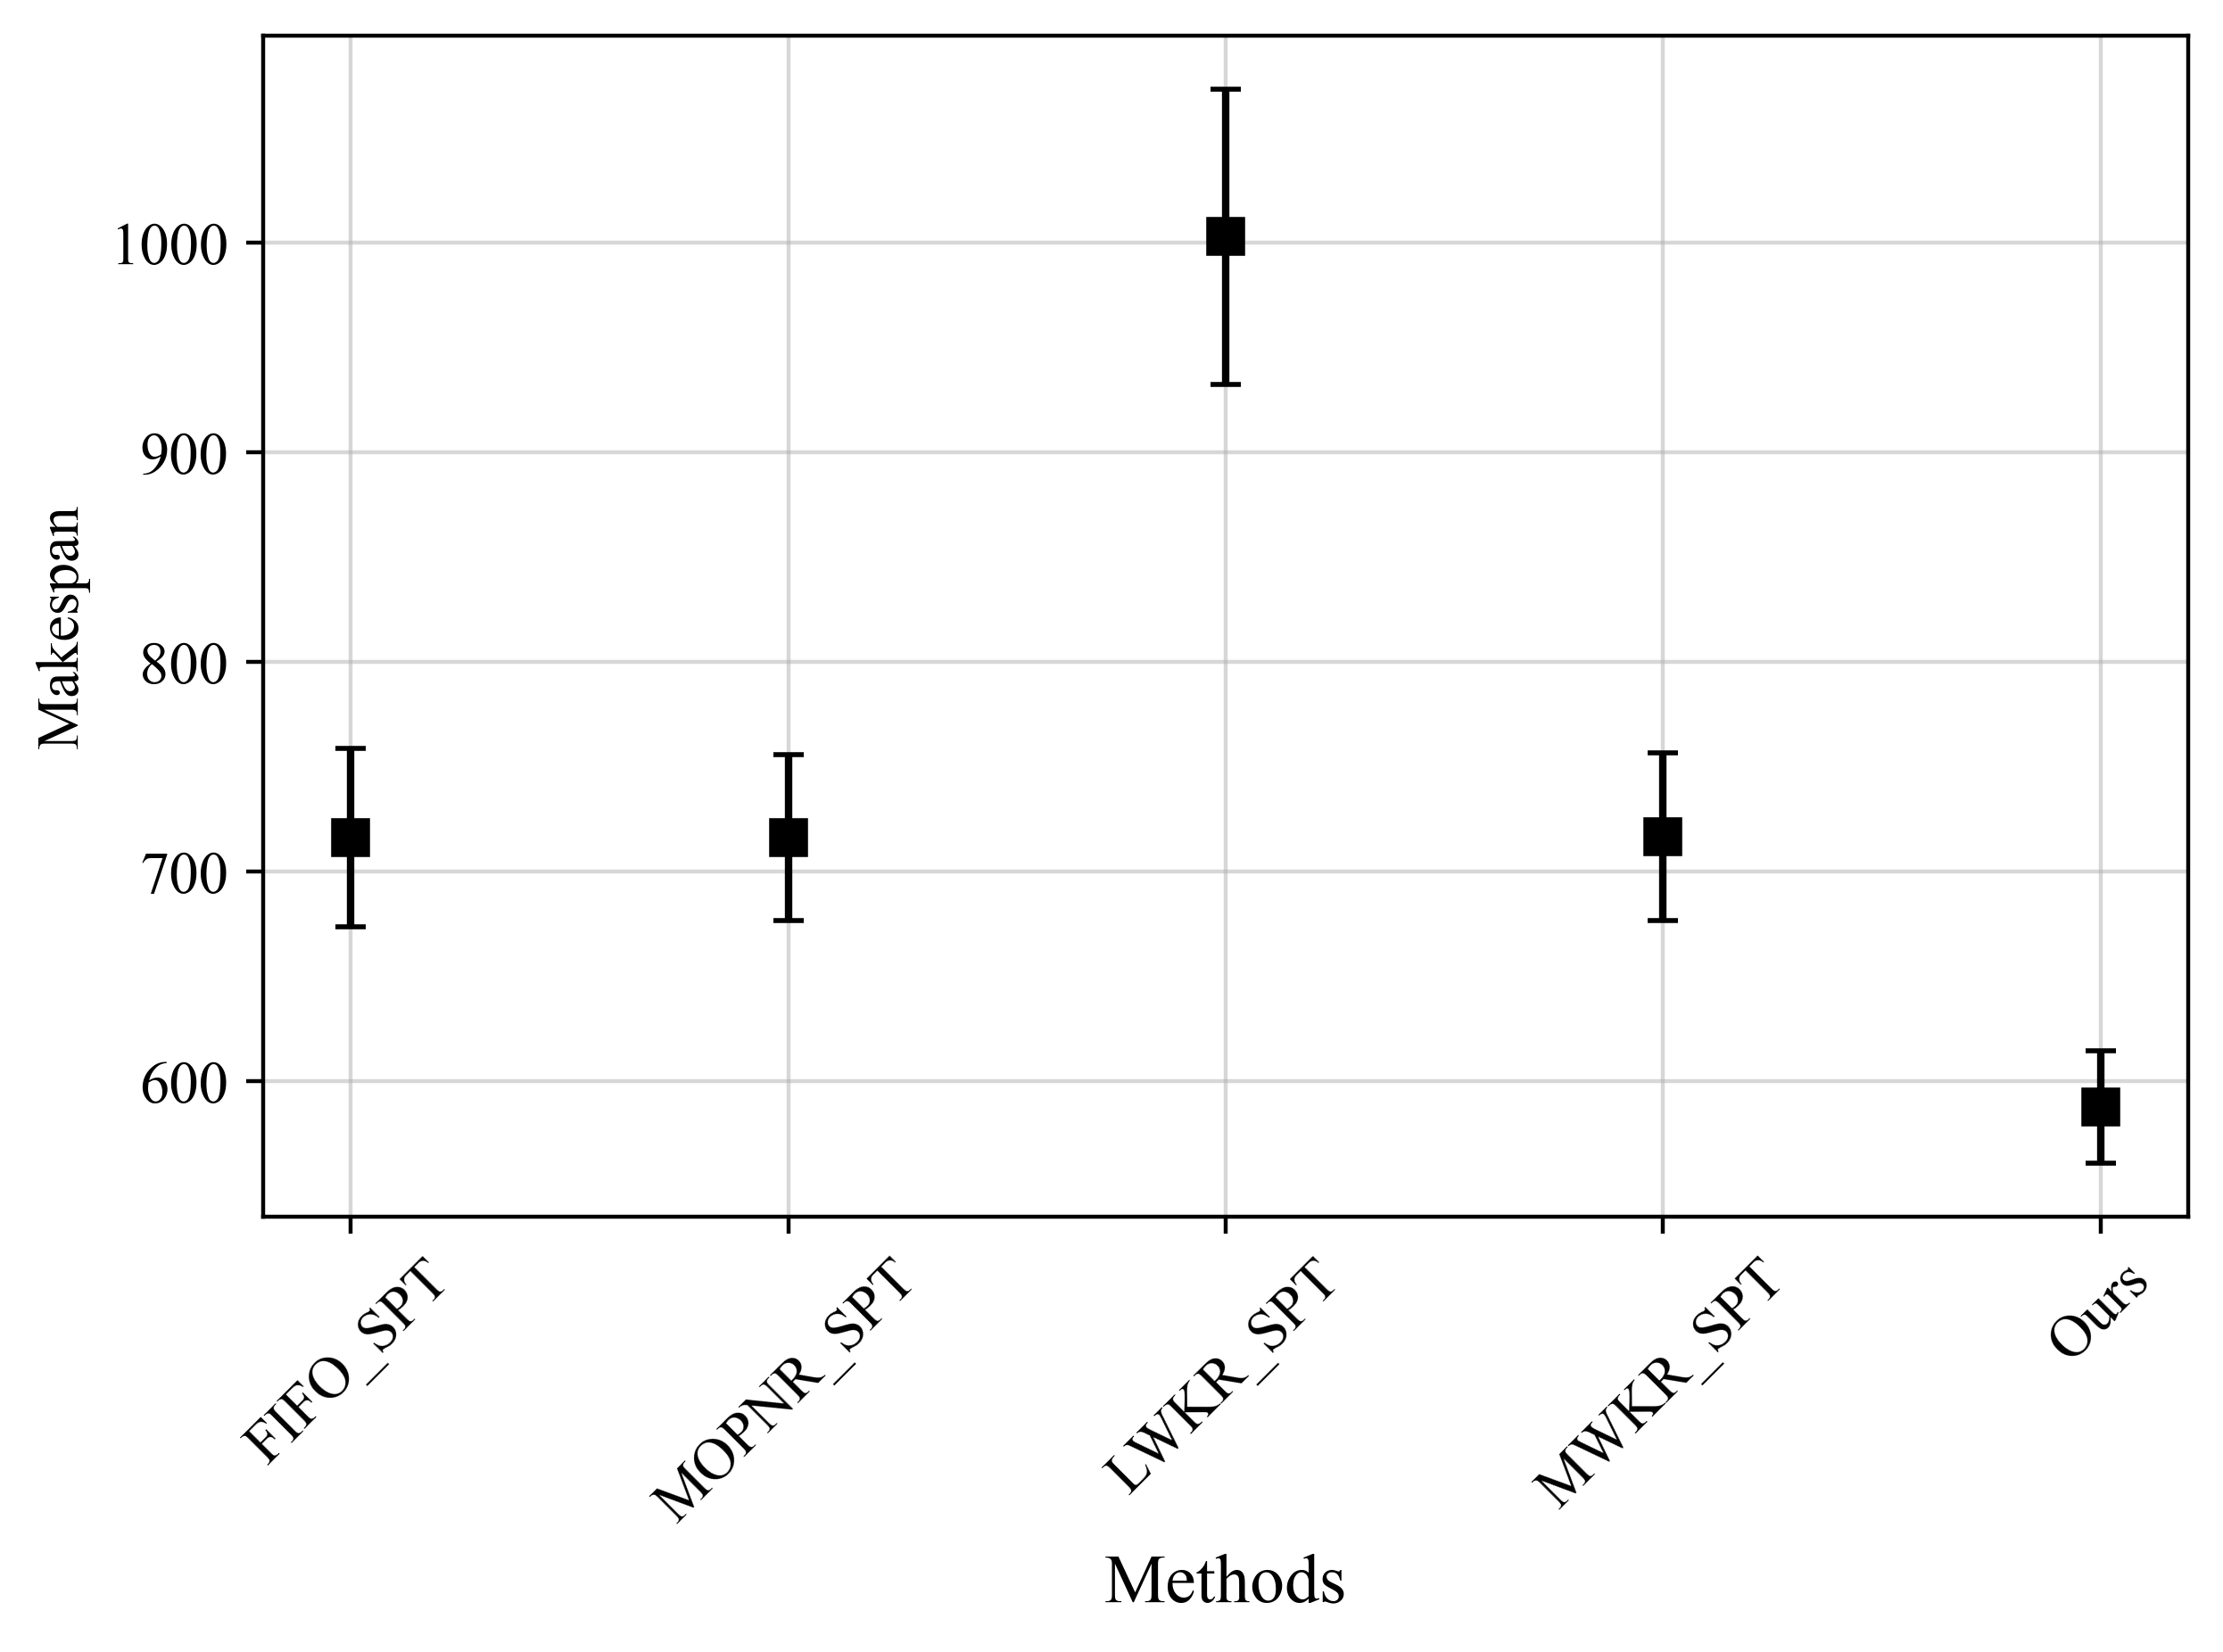 Makespan
1000
900
800
700
600
FIFO_SPT
MOPNR_SPT
LWKR_SPT
MWKR_SPT
Ours
Methods